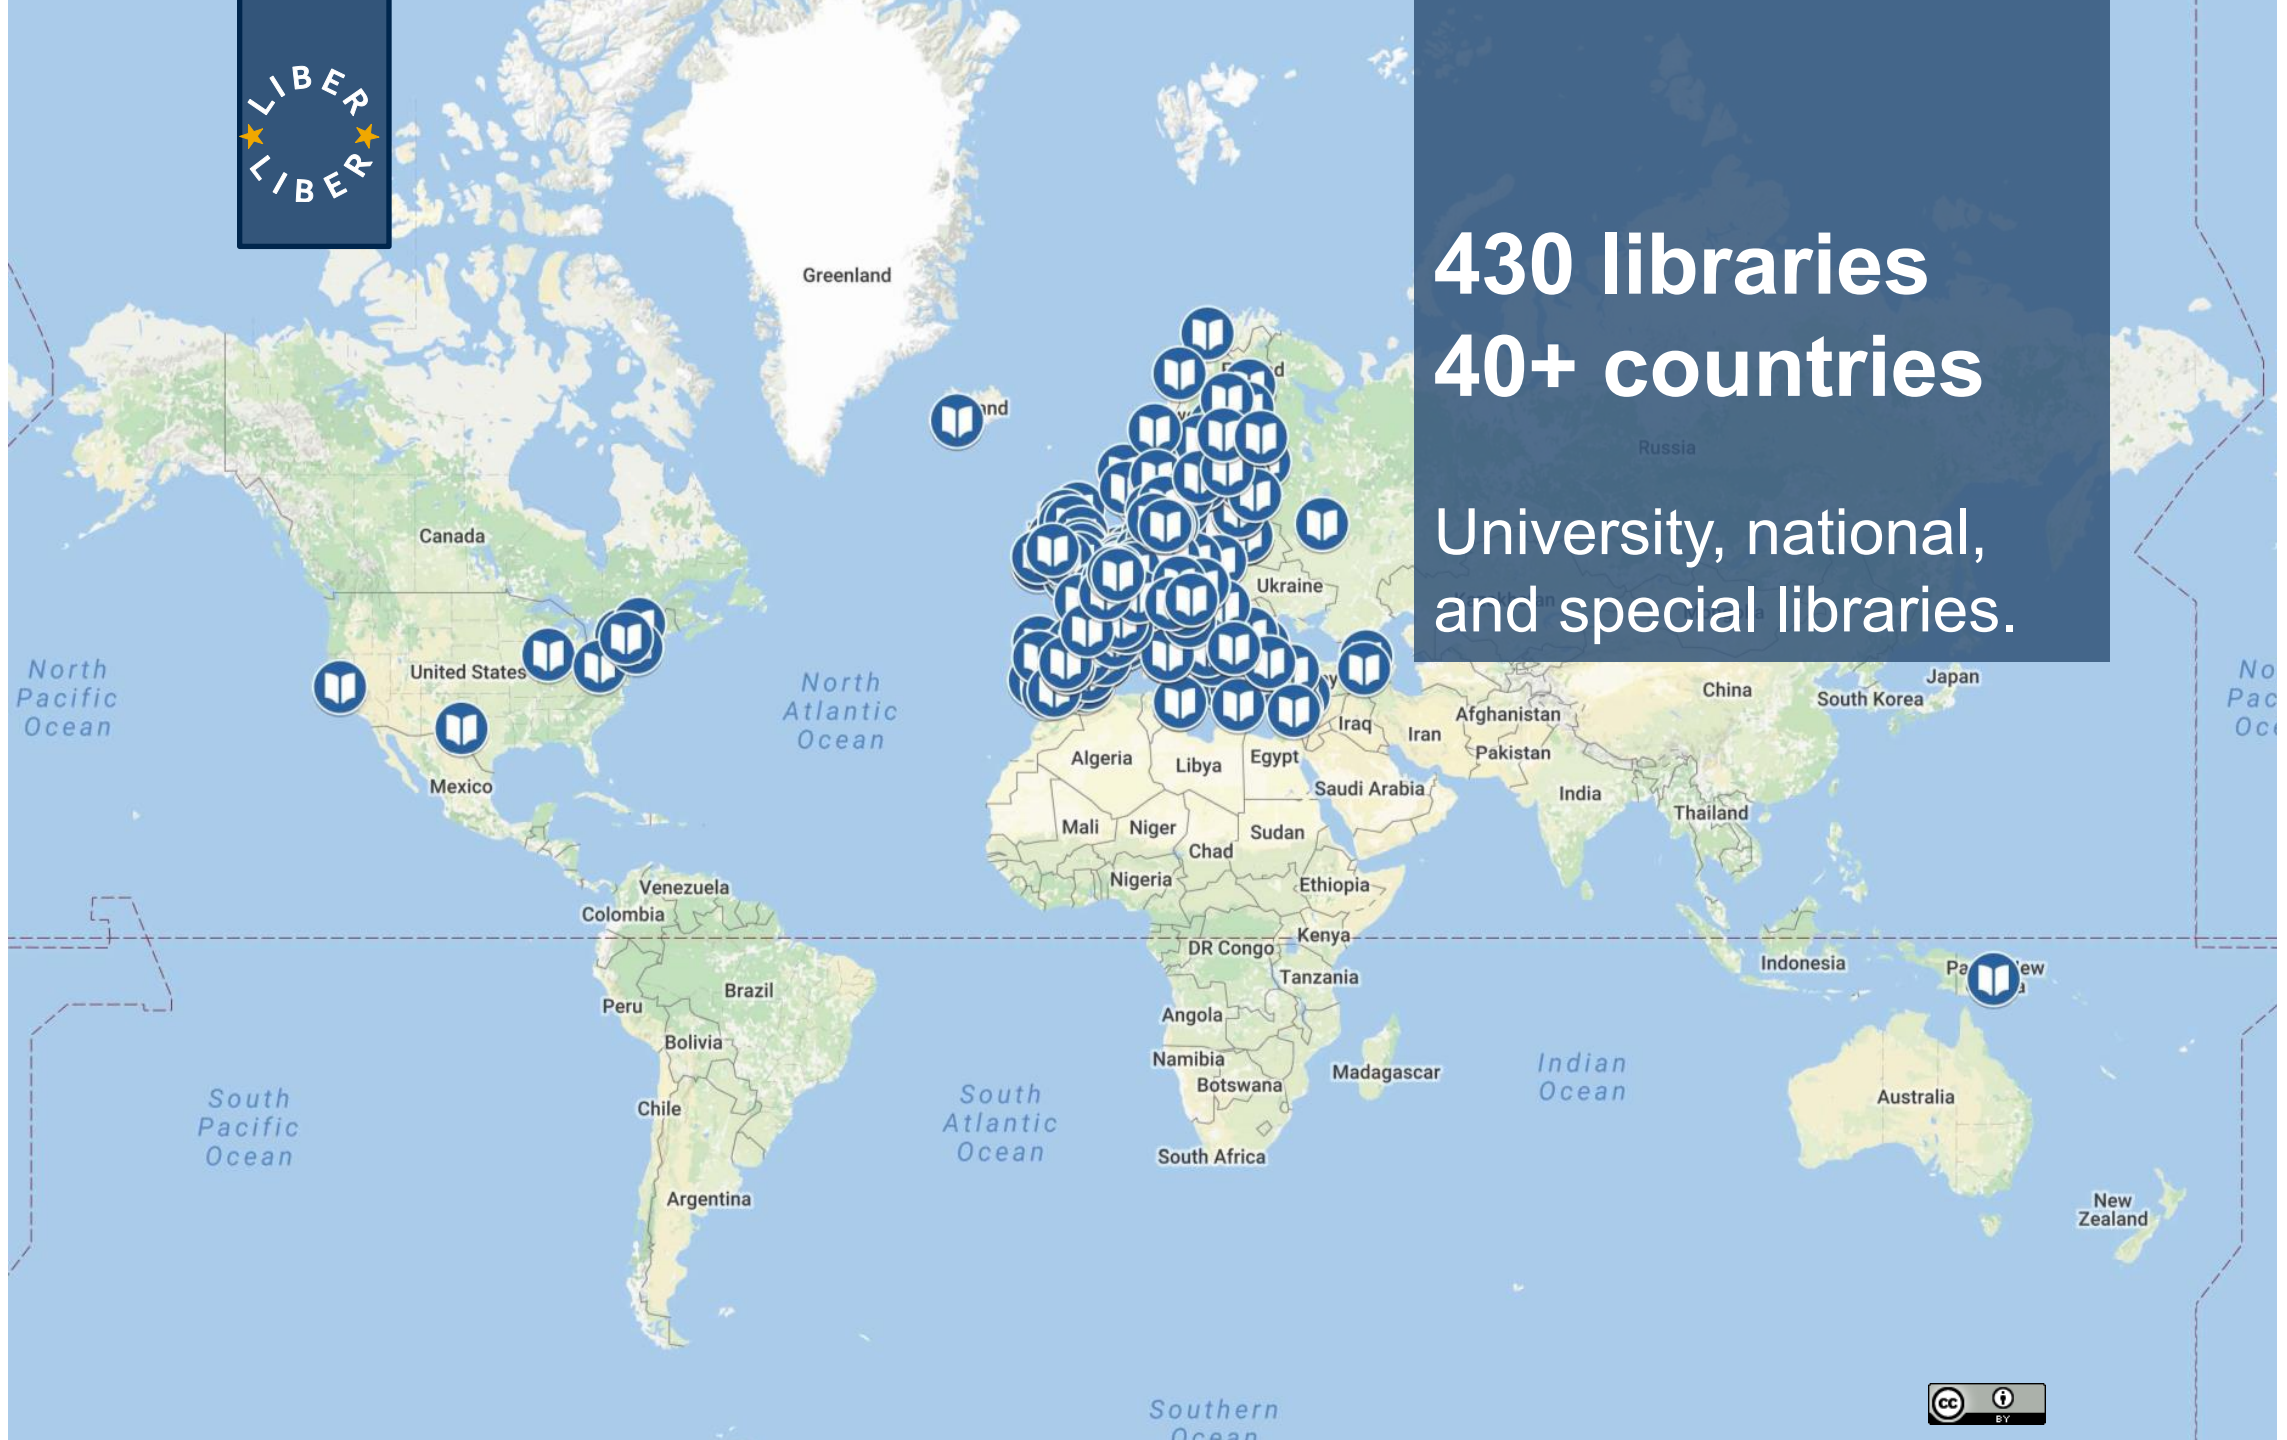 LIBER
LIBER
430 libraries
40+ countries
University, national,
and special libraries.
Greenland
Russia
Canada
Ukraine
United States
North
Pacific
Ocean
North
Atlantic
Ocean
Mexico
Algeria
Libya
Egypt
Iraq
Iran
Afghanistan
Pakistan
Saudi Arabia
India
China
South Korea
Japan
Thailand
Mali
Niger
Chad
Sudan
Nigeria
Ethiopia
Venezuela
Colombia
DR Congo
Kenya
Tanzania
Indonesia
Peru
Brazil
Bolivia
Angola
Namibia
Botswana
Madagascar
Indian
Ocean
Australia
South
Pacific
Ocean
Chile
South
Atlantic
Ocean
South Africa
Argentina
New
Zealand
Southern
Ocean
cc
BY